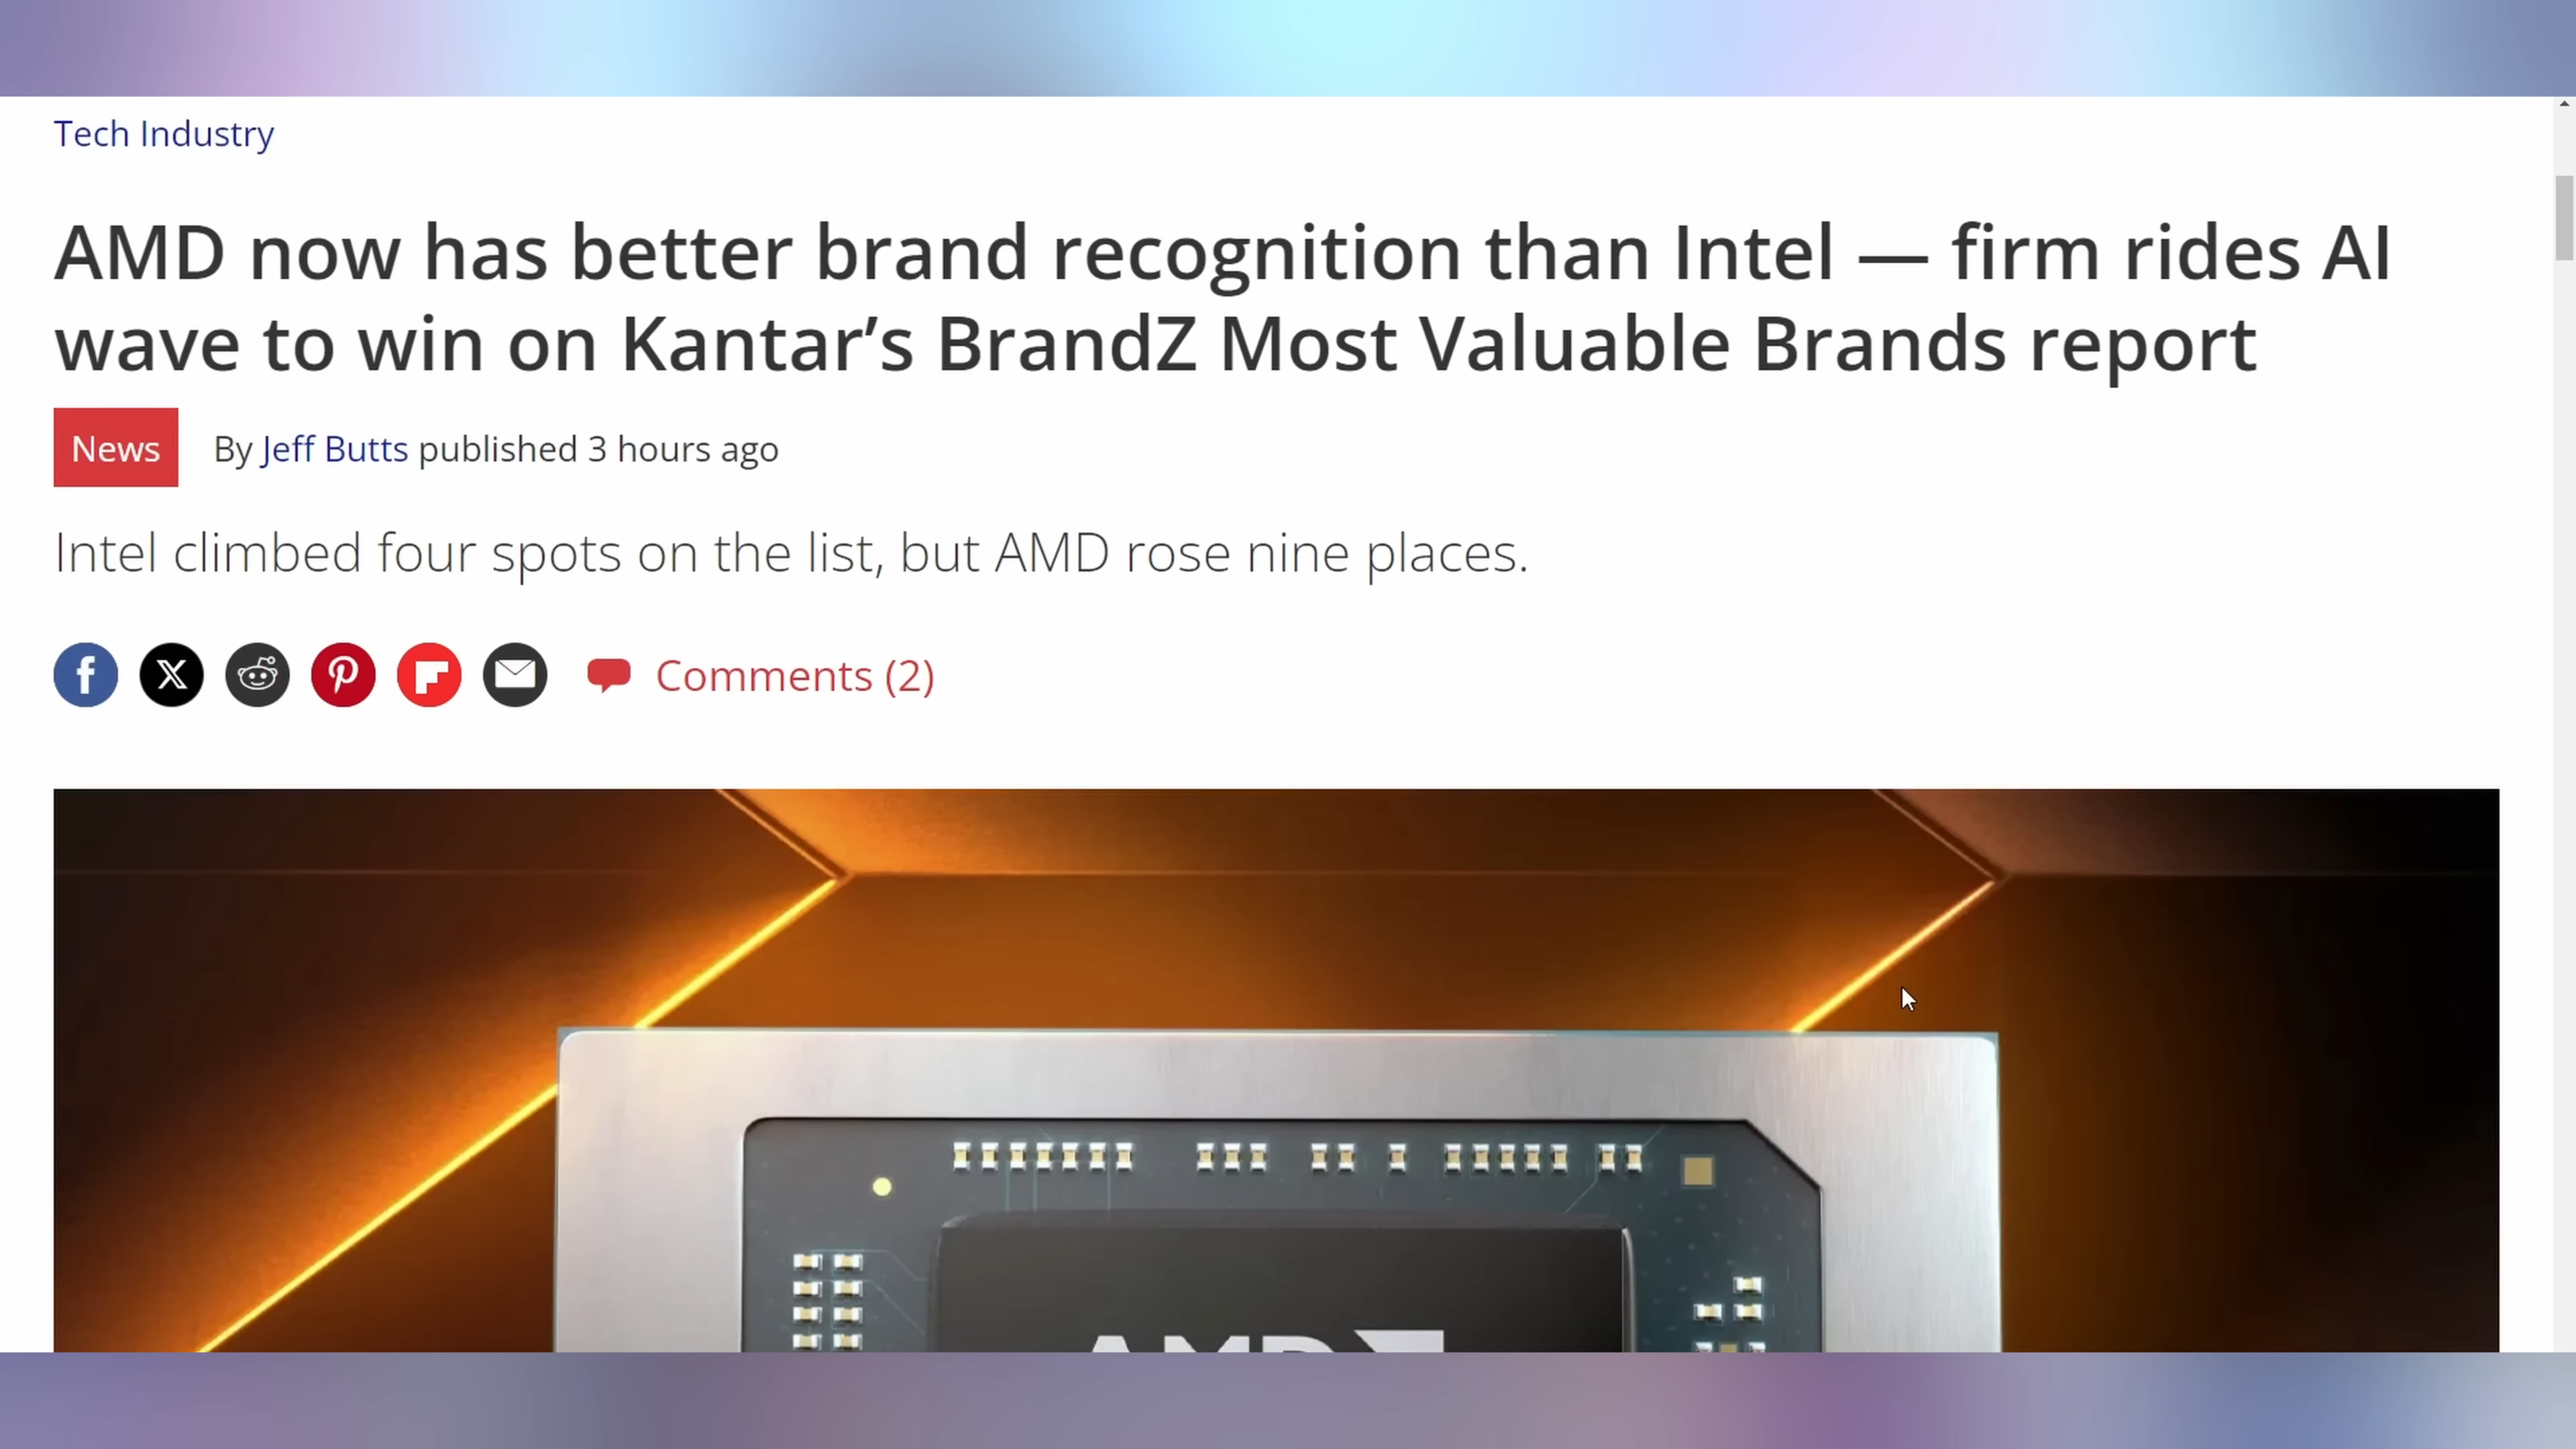 Tech Industry
AMD now has better brand recognition than Intel — firm rides AI
wave to win on Kantar’s BrandZ Most Valuable Brands report
News
By Jeff Butts published 3 hours ago
Intel climbed four spots on the list, but AMD rose nine places.
Comments (2)
AMD